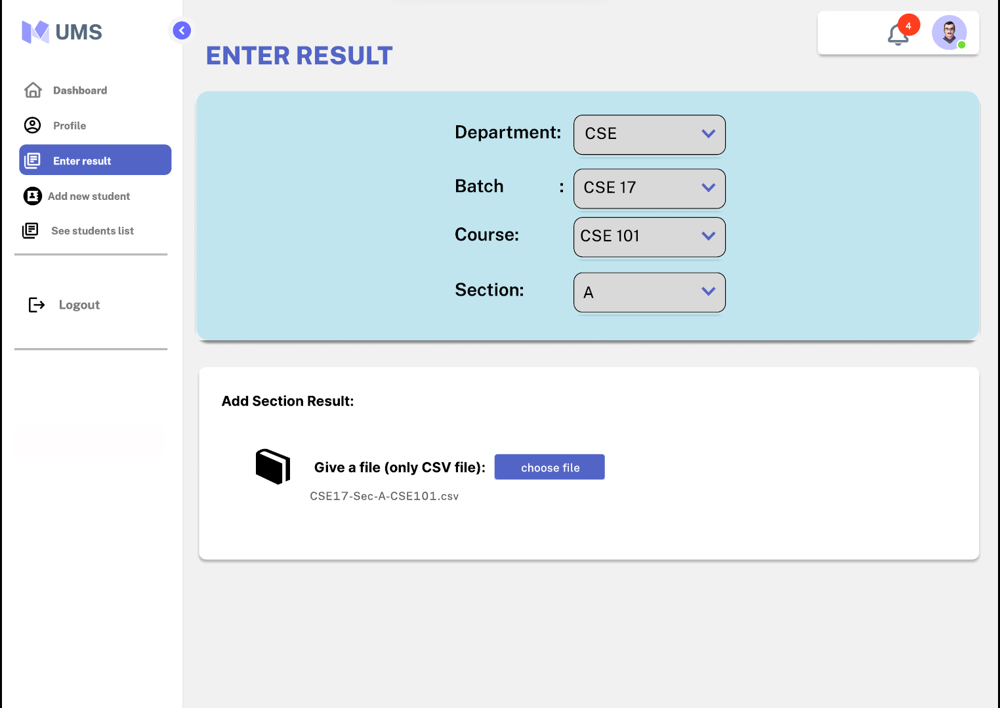 UMS
4
ENTER RESULT
Dashboard
Profile
Enter result
Add new student
See students list
Logout
Department: CSE
Batch : CSE 17
Course: CSE 101
Section: A
Add Section Result:
Give a file (only CSV file): choose file
CSE17-Sec-A-CSE101.csv